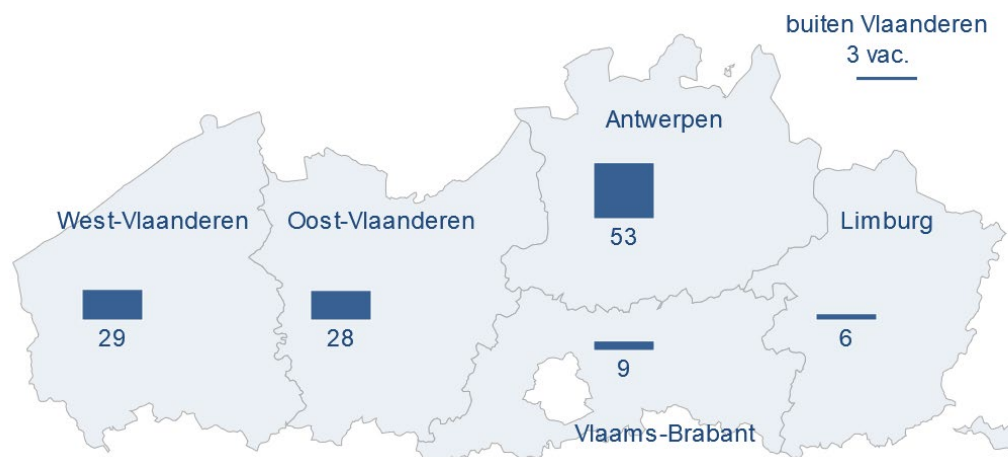 buiten Vlaanderen
3 vac.
Antwerpen
53
West-Vlaanderen
29
Oost-Vlaanderen
28
Limburg
6
9
Vlaams-Brabant